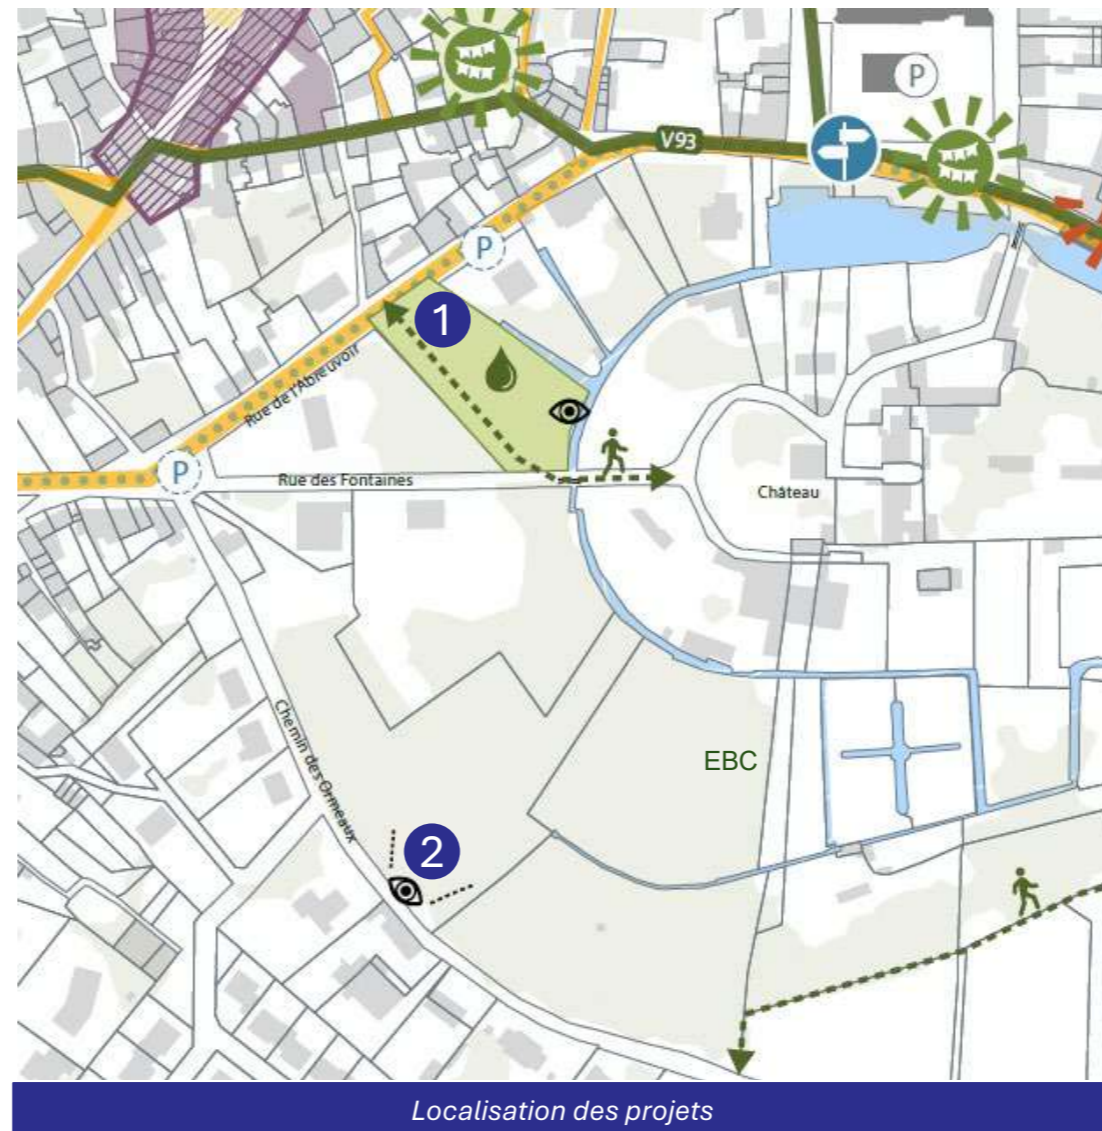 P
V93
P
1
Rue de l'Abreuvoir
P
Rue des Fontaines
Château
Chemin des Ormeaux
EBC
2
Localisation des projets